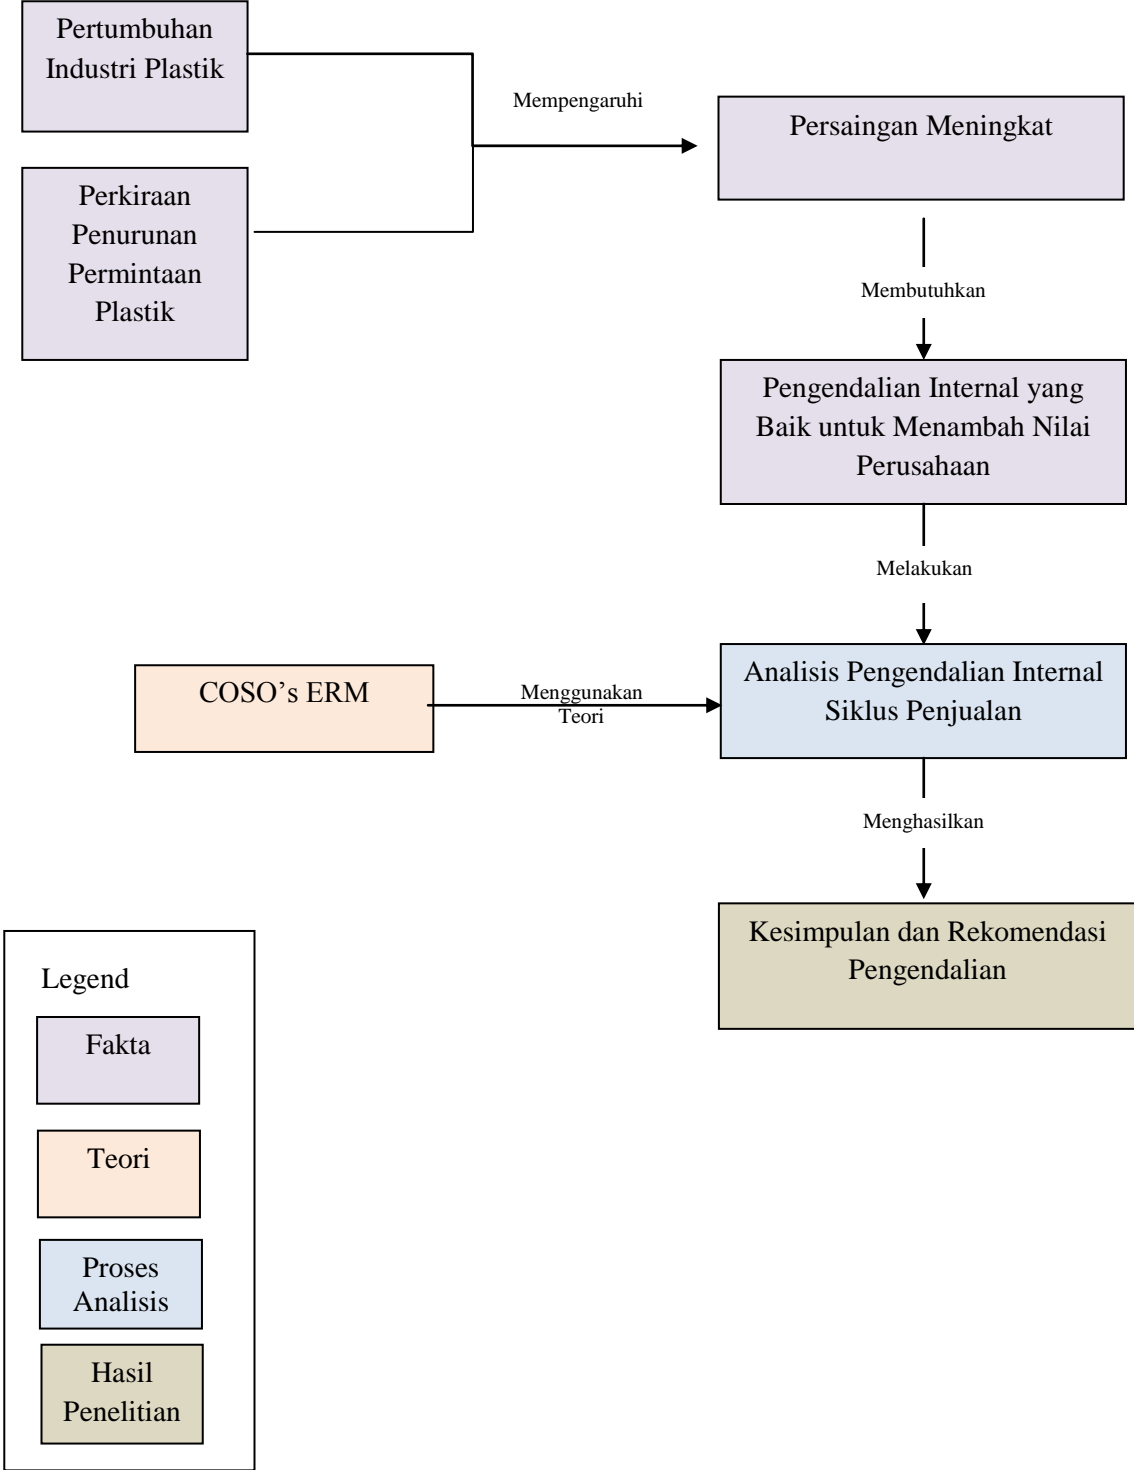 Pertumbuhan
Industri Plastik
Mempengaruhi
Persaingan Meningkat
Perkiraan
Penurunan
Permintaan
Plastik
Membutuhkan
Pengendalian Internal yang
Baik untuk Menambah Nilai
Perusahaan
Melakukan
COSO’s ERM
Menggunakan
Teori
Analisis Pengendalian Internal
Siklus Penjualan
Menghasilkan
Kesimpulan dan Rekomendasi
Pengendalian
Legend
Fakta
Teori
Proses
Analisis
Hasil
Penelitian